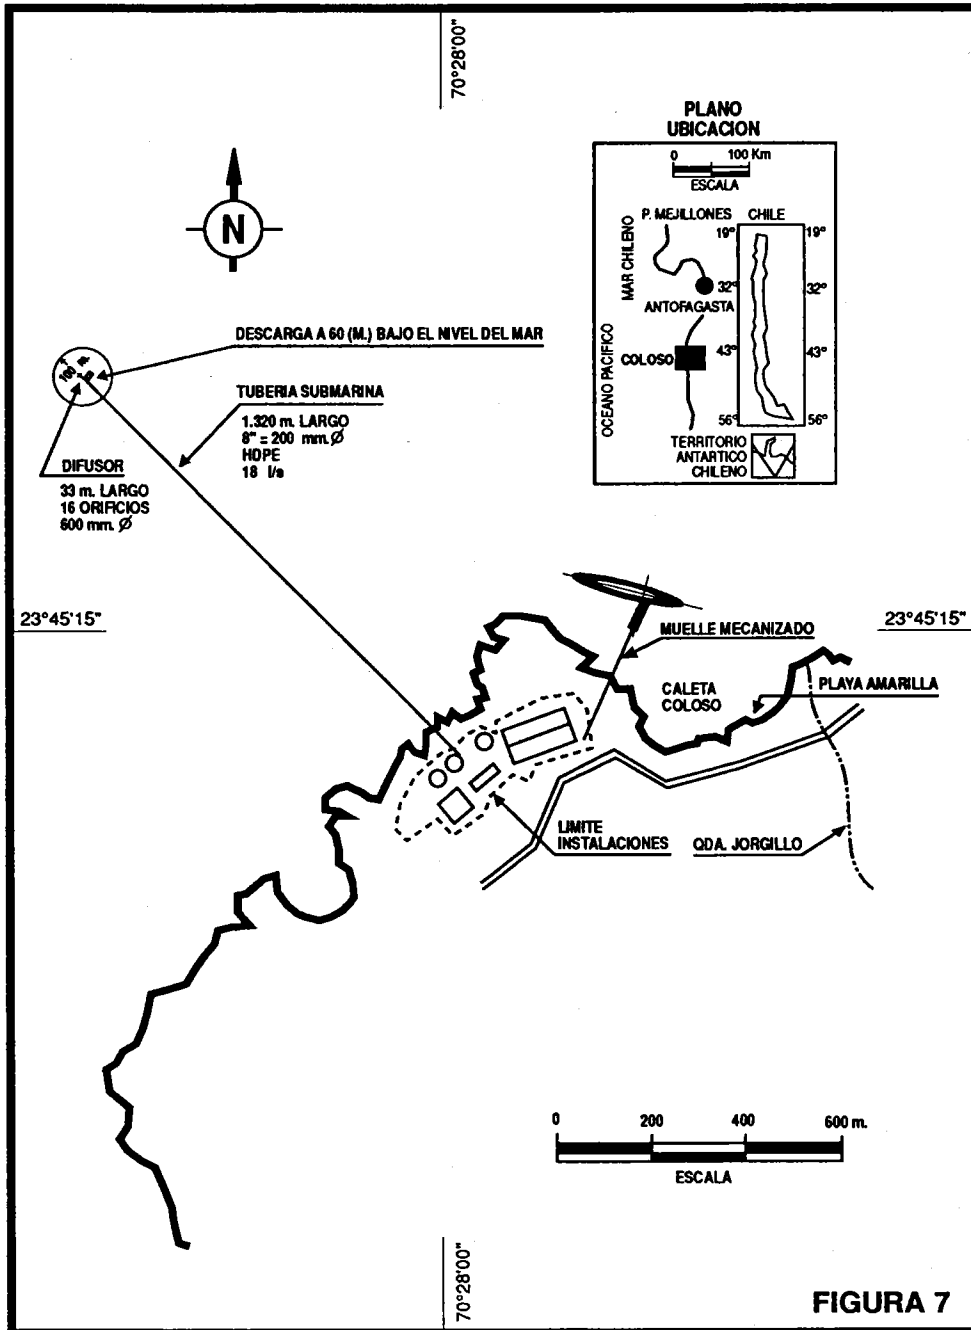 70°28'00"
PLANO
UBICACION
0 100 Km
ESCALA
P. MEJILLONES CHILE
19° 19°
MAR CHILENO
32° 32°
ANTOFAGASTA
OCEANO PACIFICO
COLOSO
43° 43°
56° 56°
TERRITORIO
ANTARTICO
CHILENO
N
DESCARGA A 60 (M.) BAJO EL NIVEL DEL MAR
100 m.
TUBERIA SUBMARINA
1.320 m. LARGO
8" = 200 mm. Ø
HDPE
18 l/s
DIFUSOR
33 m. LARGO
16 ORIFICIOS
600 mm. Ø
23°45'15" 23°45'15"
MUELLE MECANIZADO
CALETA
COLOSO
PLAYA AMARILLA
LIMITE
INSTALACIONES
QDA. JORGILLO
0 200 400 600 m.
ESCALA
70°28'00"
FIGURA 7